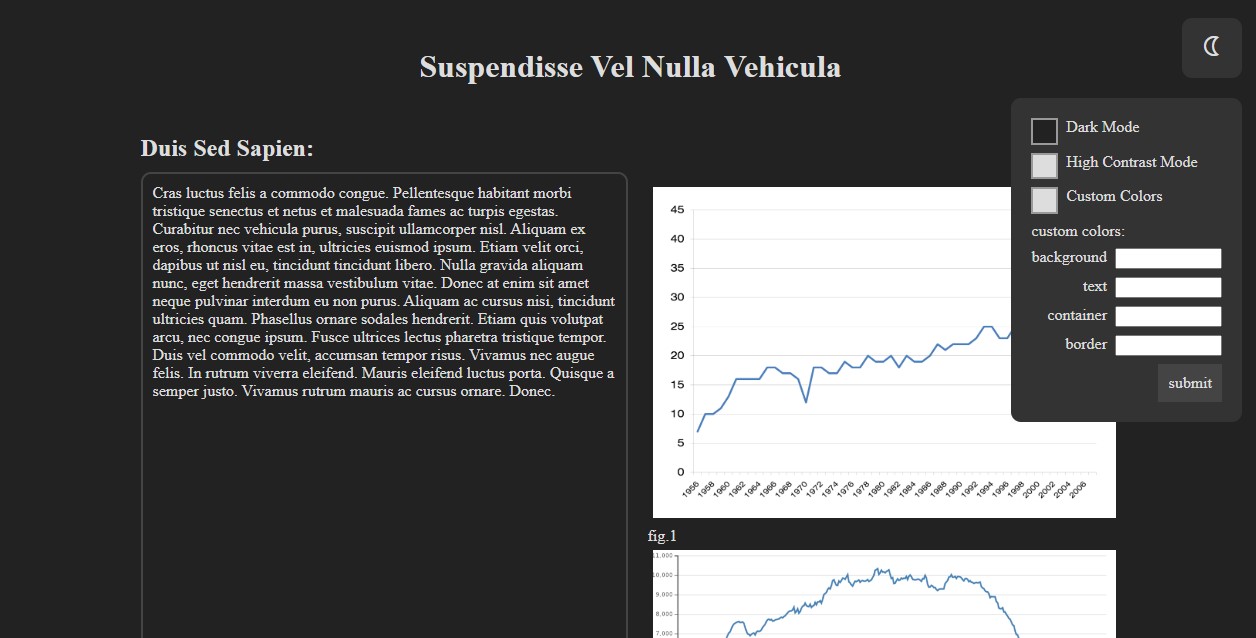 Suspendisse Vel Nulla Vehicula
Duis Sed Sapien:
Cras luctus felis a commodo congue. Pellentesque habitant morbi
tristique senectus et netus et malesuada fames ac turpis egestas.
Curabitur nec vehicula purus, suscipit ullamcorper nisl. Aliquam ex
eros, rhoncus vitae est in, ultricies euismod ipsum. Etiam velit orci,
dapibus ut nisl eu, tincidunt tincidunt libero. Nulla gravida aliquam
nunc, eget hendrerit massa vestibulum vitae. Donec at enim sit amet
neque pulvinar interdum eu non purus. Aliquam ac cursus nisi, tincidunt
ultricies quam. Phasellus ornare sodales hendrerit. Etiam quis volutpat
arcu, nec congue ipsum. Fusce ultrices lectus pharetra tristique tempor.
Duis vel commodo velit, accumsan tempor risus. Vivamus nec augue
felis. In rutrum viverra eleifend. Mauris eleifend luctus porta. Quisque a
semper justo. Vivamus rutrum mauris ac cursus ornare. Donec.
45
40
35
30
25
20
15
10
5
0
1956 1958 1960 1962 1964 1966 1968 1970 1972 1974 1976 1978 1980 1982 1984 1986 1988 1990 1992 1994 1996 1998 2000 2002 2004 2006
fig.1
11,000
10,000
9,000
8,000
7,000
Dark Mode
High Contrast Mode
Custom Colors
custom colors:
background
text
container
border
submit